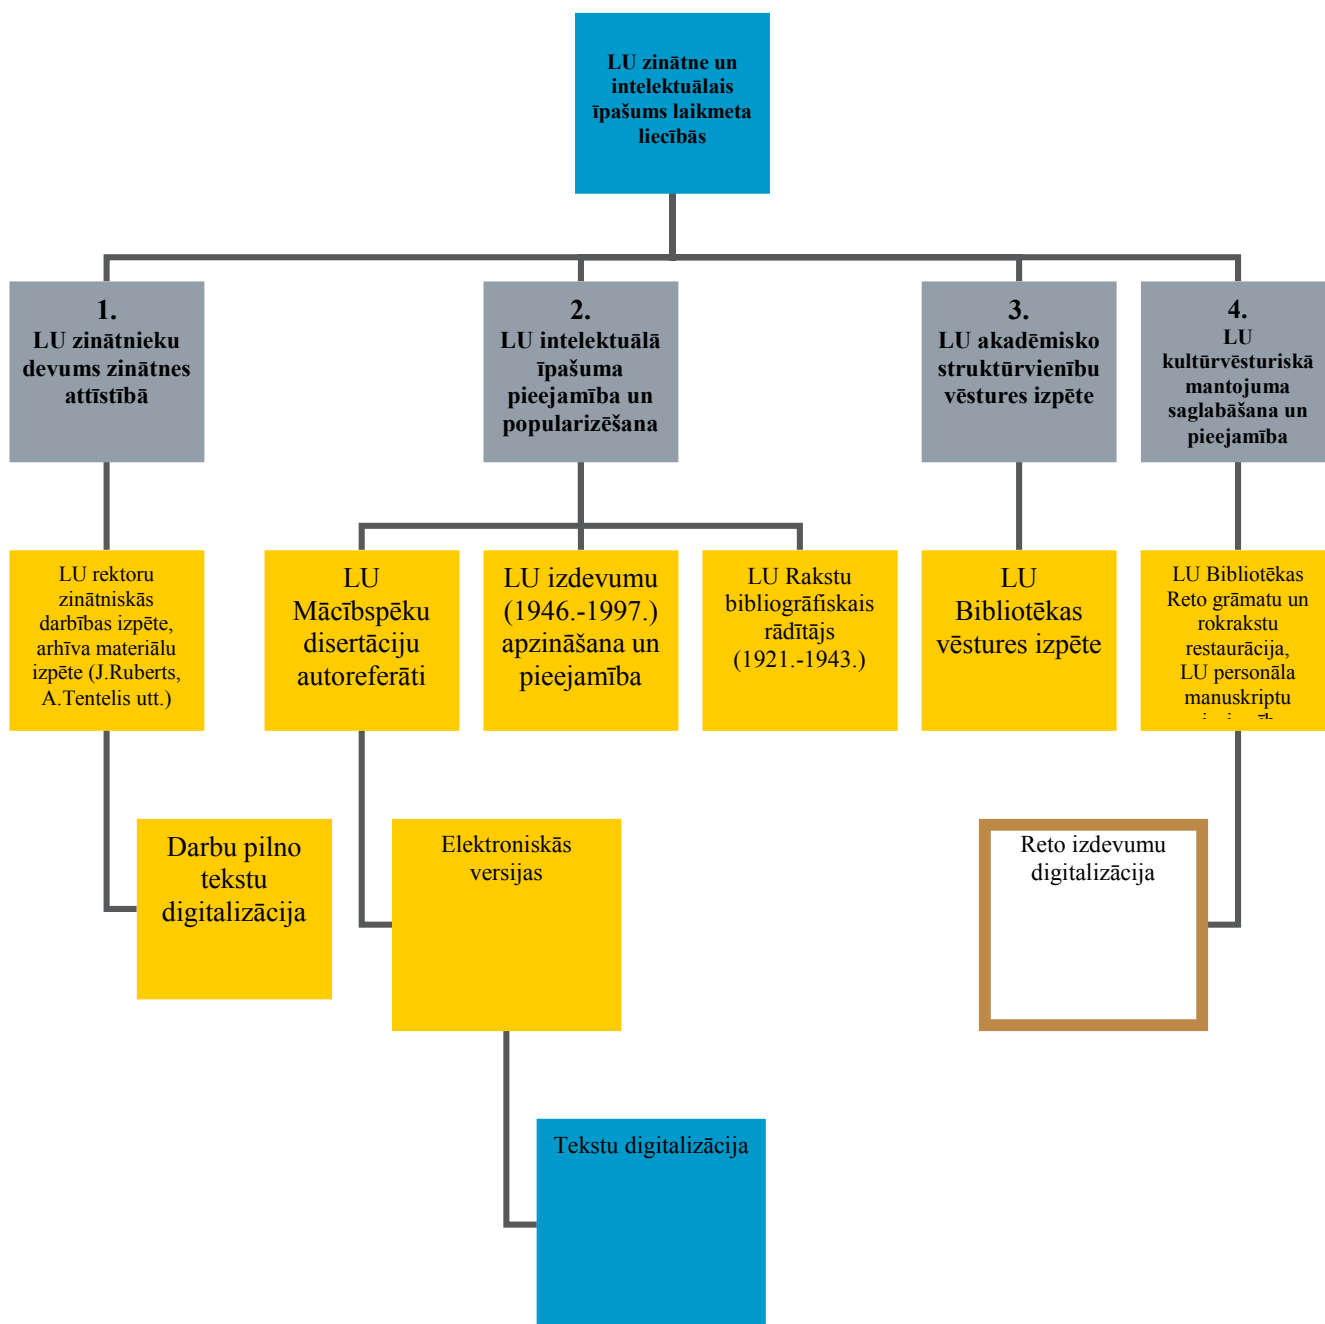 LU zinātne un
intelektuālais
īpašums laikmeta
liecībās
1.
LU zinātnieku
devums zinātnes
attīstībā
2.
LU intelektuālā
īpašuma
pieejamība un
popularizēšana
3.
LU akadēmisko
struktūrvienību
vēstures izpēte
4.
LU
kultūrvēsturiskā
mantojuma
saglabāšana un
pieejamība
LU rektoru
zinātniskās
darbības izpēte,
arhīva materiālu
izpēte (J.Ruberts,
A.Tentelis utt.)
LU
Mācībspēku
disertāciju
autoreferāti
LU izdevumu
(1946.-1997.)
apzināšana un
pieejamība
LU Rakstu
bibliogrāfiskais
rādītājs
(1921.-1943.)
LU
Bibliotēkas
vēstures izpēte
LU Bibliotēkas
Reto grāmatu un
rokrakstu
restaurācija,
LU personāla
manuskriptu
Darbu pilno
tekstu
digitalizācija
Elektroniskās
versijas
Reto izdevumu
digitalizācija
Tekstu digitalizācija